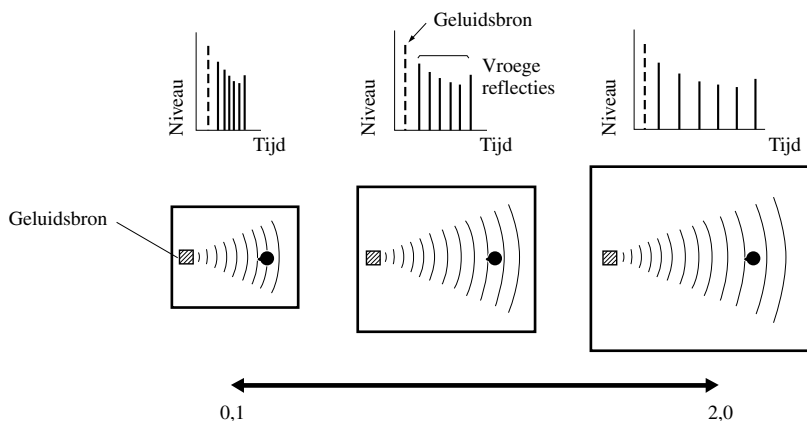 Geluidsbron
Vroege
reflecties
Niveau
Tijd
Niveau
Tijd
Niveau
Tijd
Geluidsbron
0,1
2,0